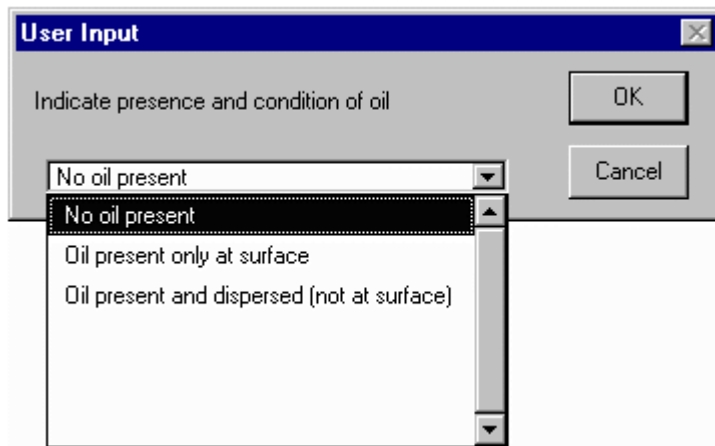 User Input
Indicate presence and condition of oil
OK
No oil present
Cancel
No oil present
Oil present only at surface
Oil present and dispersed (not at surface)